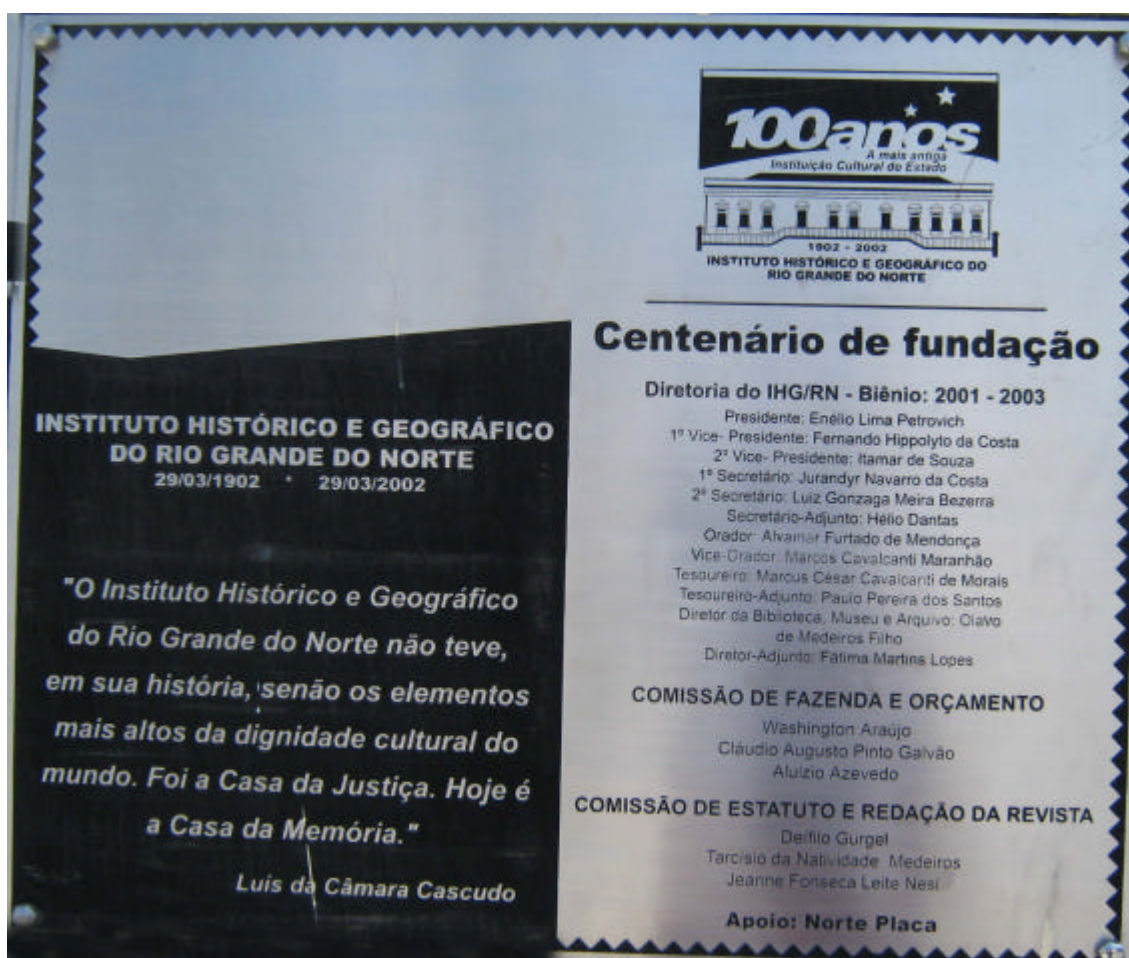 INSTITUTO HISTÓRICO E GEOGRÁFICO
DO RIO GRANDE DO NORTE
29/03/1902 * 29/03/2002
"O Instituto Histórico e Geográfico
do Rio Grande do Norte não teve,
em sua história, senão os elementos
mais altos da dignidade cultural do
mundo. Foi a Casa da Justiça. Hoje é
a Casa da Memória."
Luís da Câmara Cascudo
100 anos
A mais antiga
Instituição Cultural do Estado
1902 - 2002
INSTITUTO HISTÓRICO E GEOGRÁFICO DO
RIO GRANDE DO NORTE
Centenário de fundação
Diretoria do IHG/RN - Biênio: 2001 - 2003
Presidente: Enélio Lima Petrovich
1º Vice- Presidente: Fernando Hippolyto da Costa
2º Vice- Presidente: Itamar de Souza
1º Secretário: Jurandyr Navarro da Costa
2º Secretário: Luiz Gonzaga Meira Bezerra
Secretário-Adjunto: Hélio Dantas
Orador: Alvamar Furtado de Mendonça
Vice-Orador: Marcos Cavalcanti Maranhão
Tesoureiro: Marcus César Cavalcanti de Morais
Tesoureiro-Adjunto: Paulo Pereira dos Santos
Diretor da Biblioteca, Museu e Arquivo: Olavo
de Medeiros Filho
Diretor-Adjunto: Fátima Martins Lopes
COMISSÃO DE FAZENDA E ORÇAMENTO
Washington Araújo
Cláudio Augusto Pinto Galvão
Aluízio Azevedo
COMISSÃO DE ESTATUTO E REDAÇÃO DA REVISTA
Deífilo Gurgel
Tarcísio da Natividade Medeiros
Jeanne Fonseca Leite Nesi
Apoio: Norte Placa